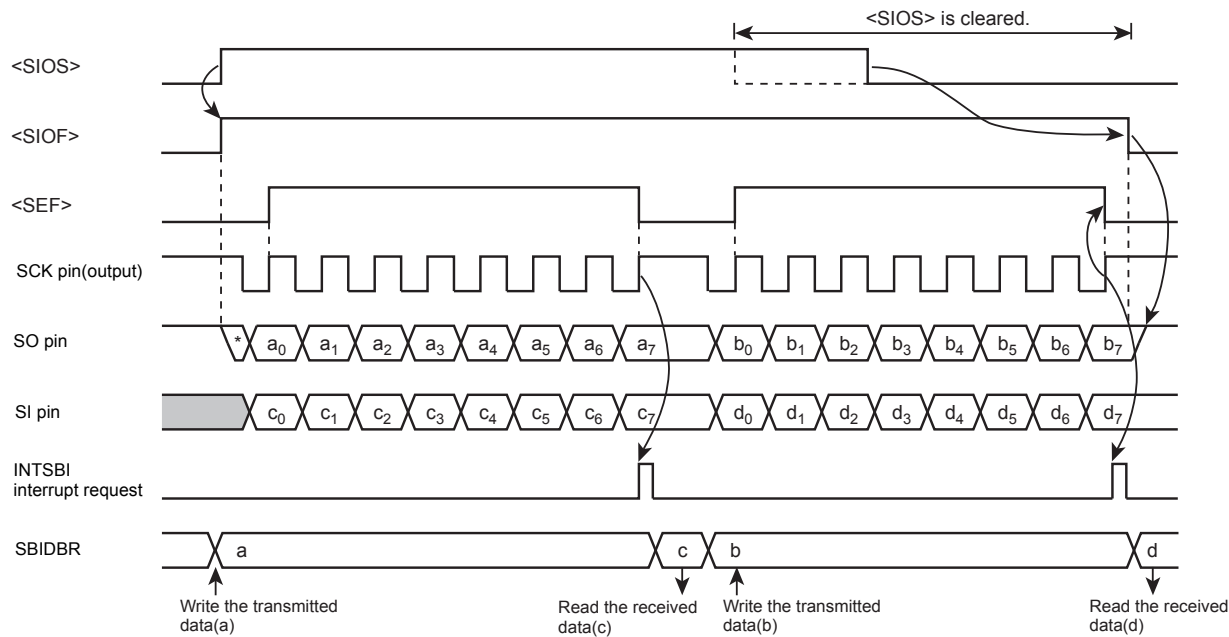 <SIOS> is cleared.
<SIOS>
<SIOF>
<SEF>
SCK pin(output)
SO pin
* a0 a1 a2 a3 a4 a5 a6 a7 b0 b1 b2 b3 b4 b5 b6 b7
SI pin
c0 c1 c2 c3 c4 c5 c6 c7 d0 d1 d2 d3 d4 d5 d6 d7
INTSBI
interrupt request
SBIDBR
a c b d
Write the transmitted
data(a)
Read the received
data(c)
Write the transmitted
data(b)
Read the received
data(d)